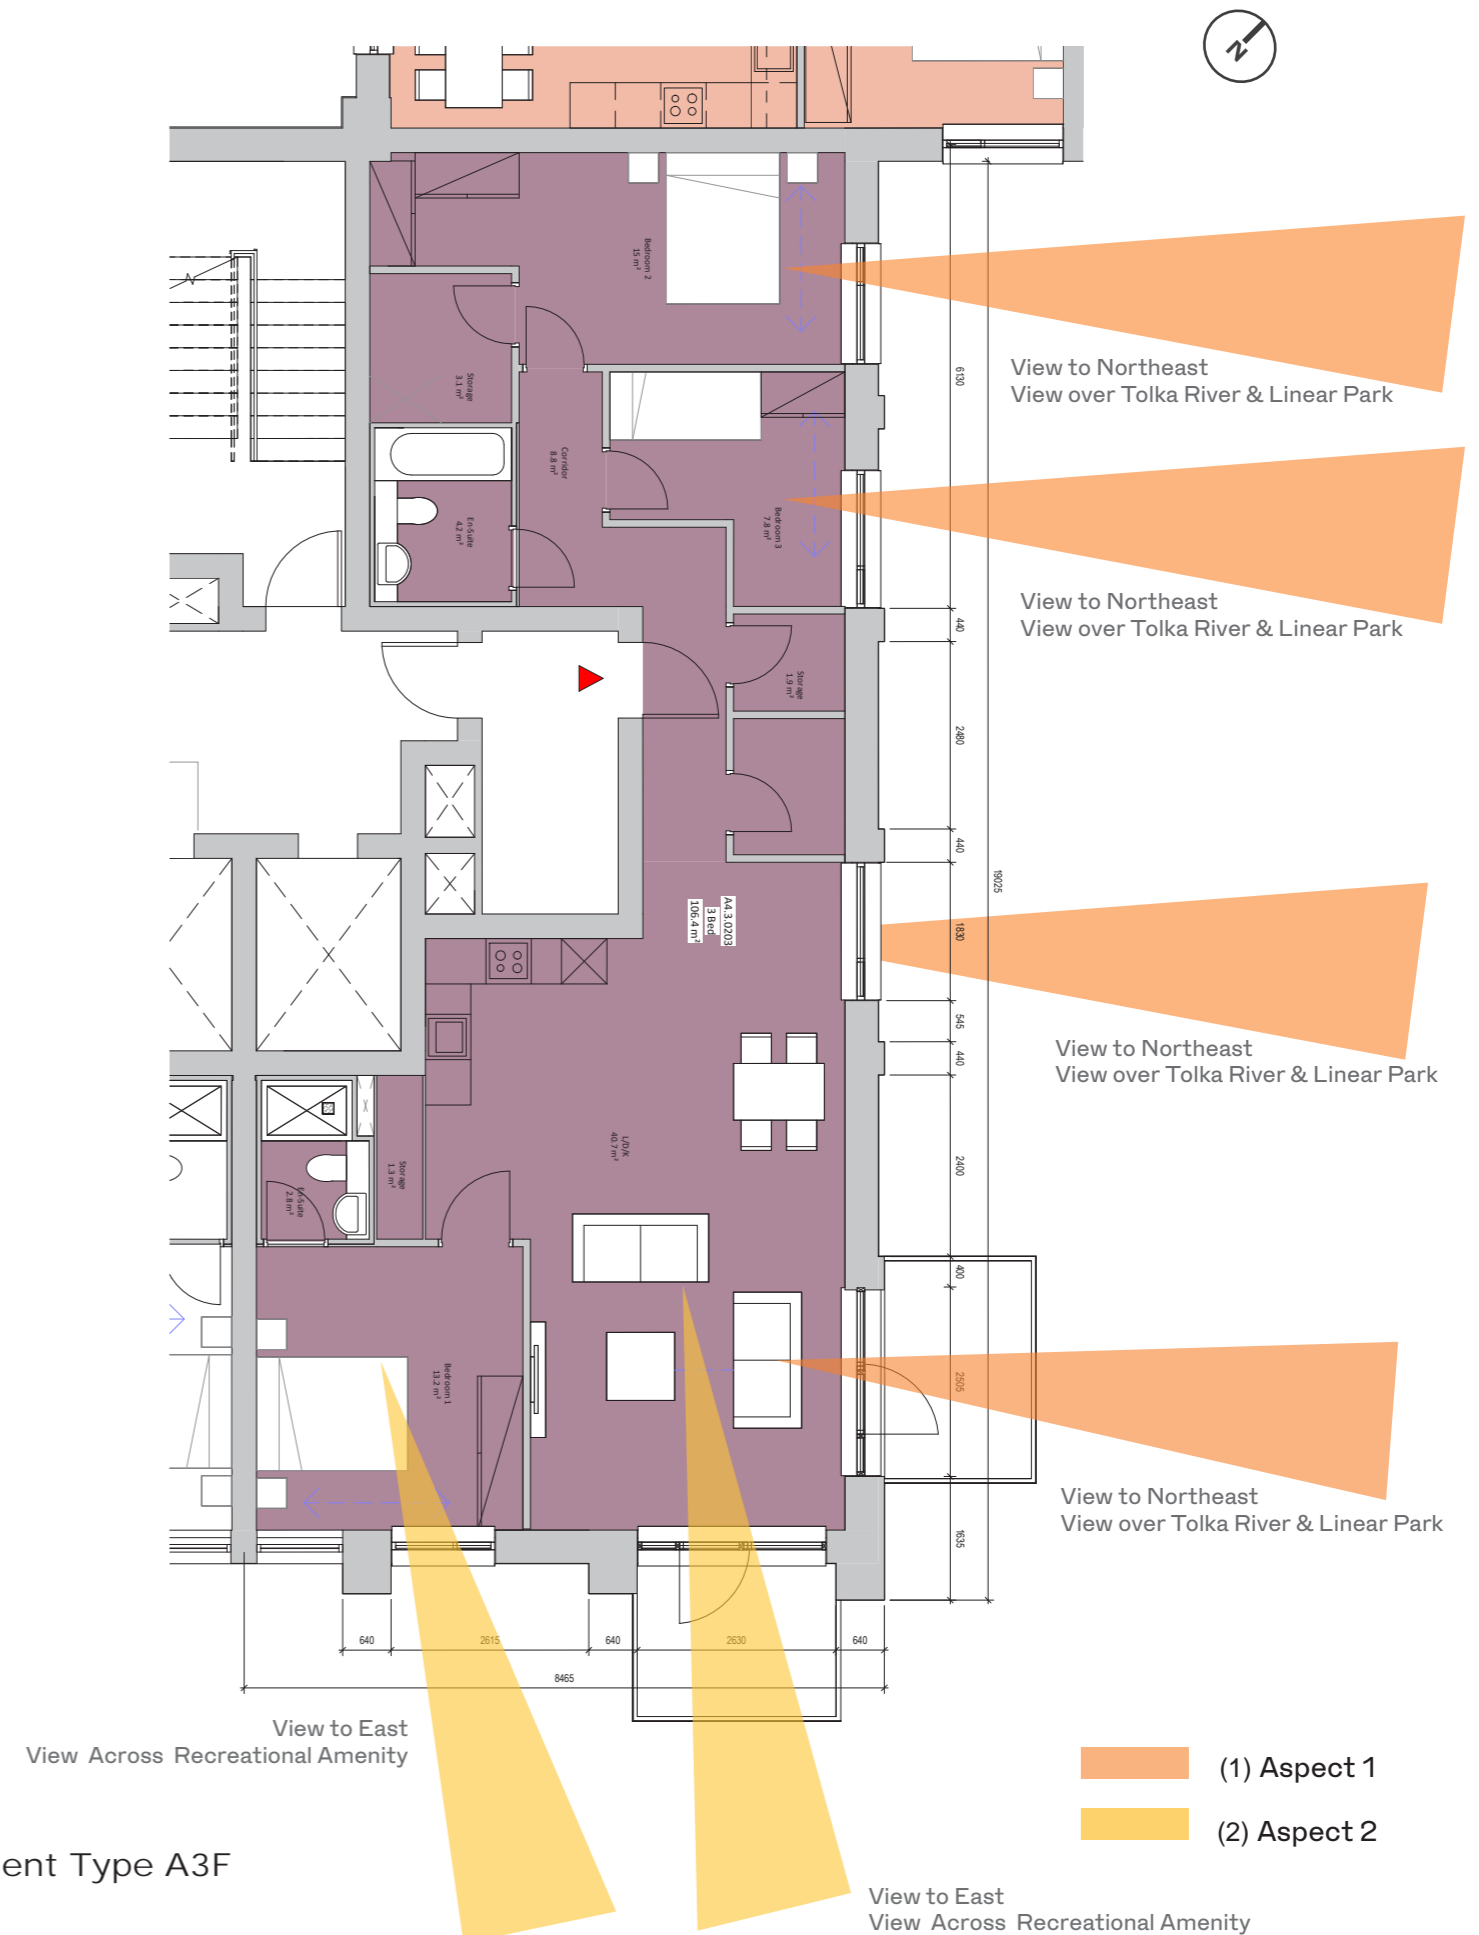 N
Bedroom 2
15 m²
View to Northeast
View over Tolka River & Linear Park
6130
Storage
3.1 m²
Corridor
8.8 m²
En-Suite
4.2 m²
Bedroom 3
7.8 m²
View to Northeast
View over Tolka River & Linear Park
440
Storage
1.9 m²
2480
440
19025
A4.3.0203
3 Bed
106.4 m²
1830
545
440
View to Northeast
View over Tolka River & Linear Park
L/D/K
40.7 m²
2400
Storage
1.3 m²
En-Suite
2.8 m²
400
Bedroom 1
13.2 m²
2505
View to Northeast
View over Tolka River & Linear Park
1635
640
2615
640
2630
640
8465
View to East
View Across Recreational Amenity
(1) Aspect 1
(2) Aspect 2
ent Type A3F
View to East
View Across Recreational Amenity